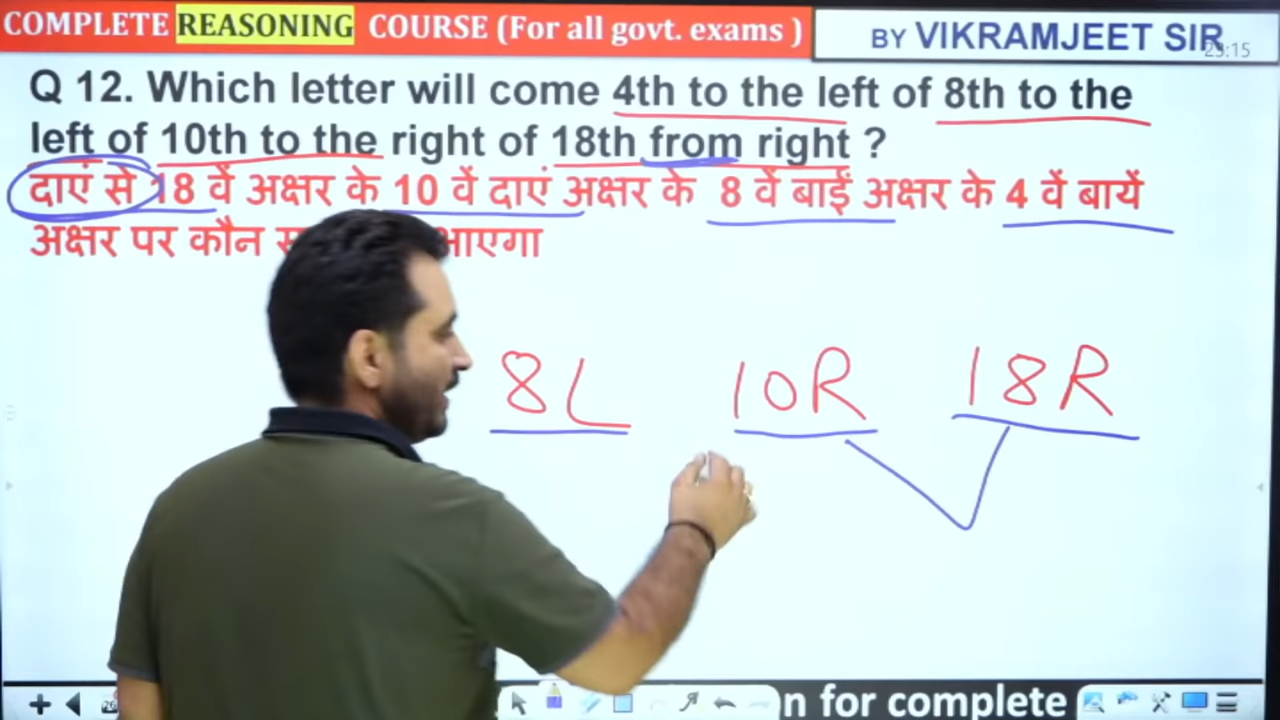 COMPLETE REASONING COURSE (For all govt. exams )
BY VIKRAMJEET SIR
23:15
Q 12. Which letter will come 4th to the left of 8th to the
left of 10th to the right of 18th from right ?
दाएं से 18 वें अक्षर के 10 वें दाएं अक्षर के 8 वें बाईं अक्षर के 4 वें बायें
अक्षर पर कौन आएगा
8L 10R 18R
n for complete